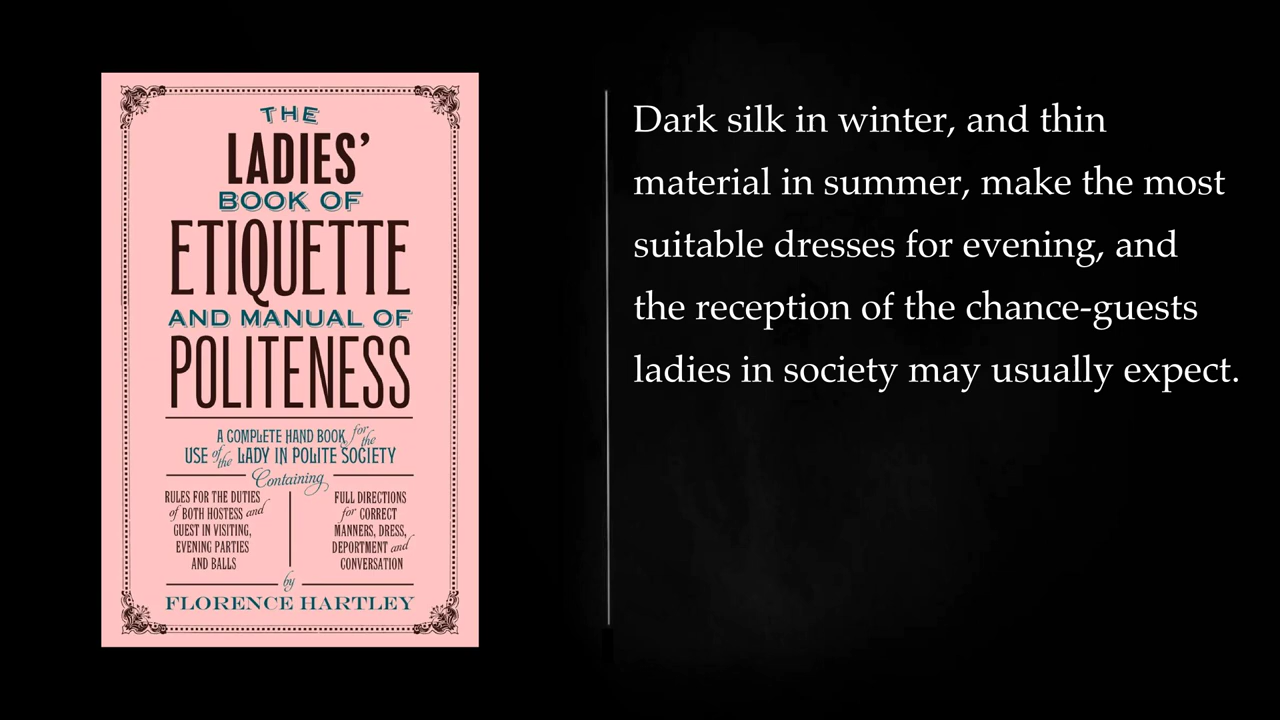 THE
LADIES'
BOOK OF
ETIQUETTE
AND MANUAL OF
POLITENESS
A COMPLETE HAND BOOK for the
USE of the LADY IN POLITE SOCIETY
Containing
RULES FOR THE DUTIES
of BOTH HOSTESS and
GUEST IN VISITING,
EVENING PARTIES
AND BALLS
FULL DIRECTIONS
for CORRECT
MANNERS, DRESS,
DEPORTMENT and
CONVERSATION
by
FLORENCE HARTLEY
Dark silk in winter, and thin
material in summer, make the most
suitable dresses for evening, and
the reception of the chance-guests
ladies in society may usually expect.